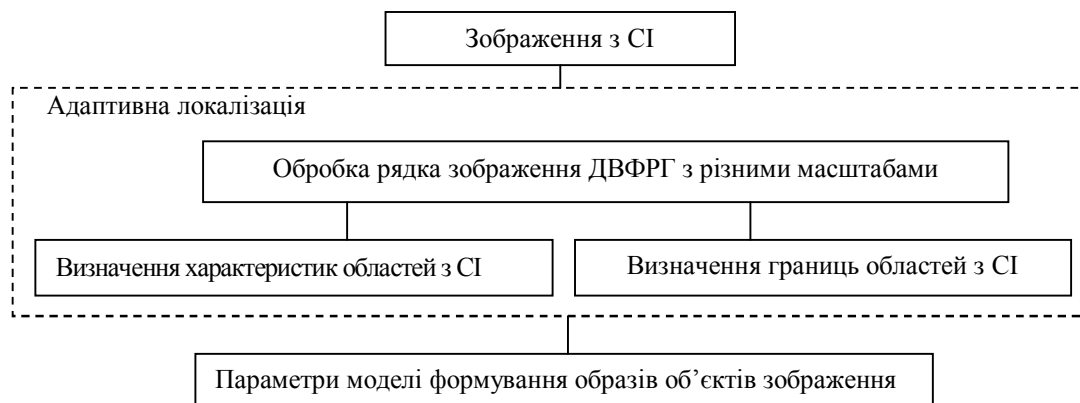 Зображення з СІ
Адаптивна локалізація
Обробка рядка зображення ДВФРГ з різними масштабами
Визначення характеристик областей з СІ
Визначення границь областей з СІ
Параметри моделі формування образів об’єктів зображення